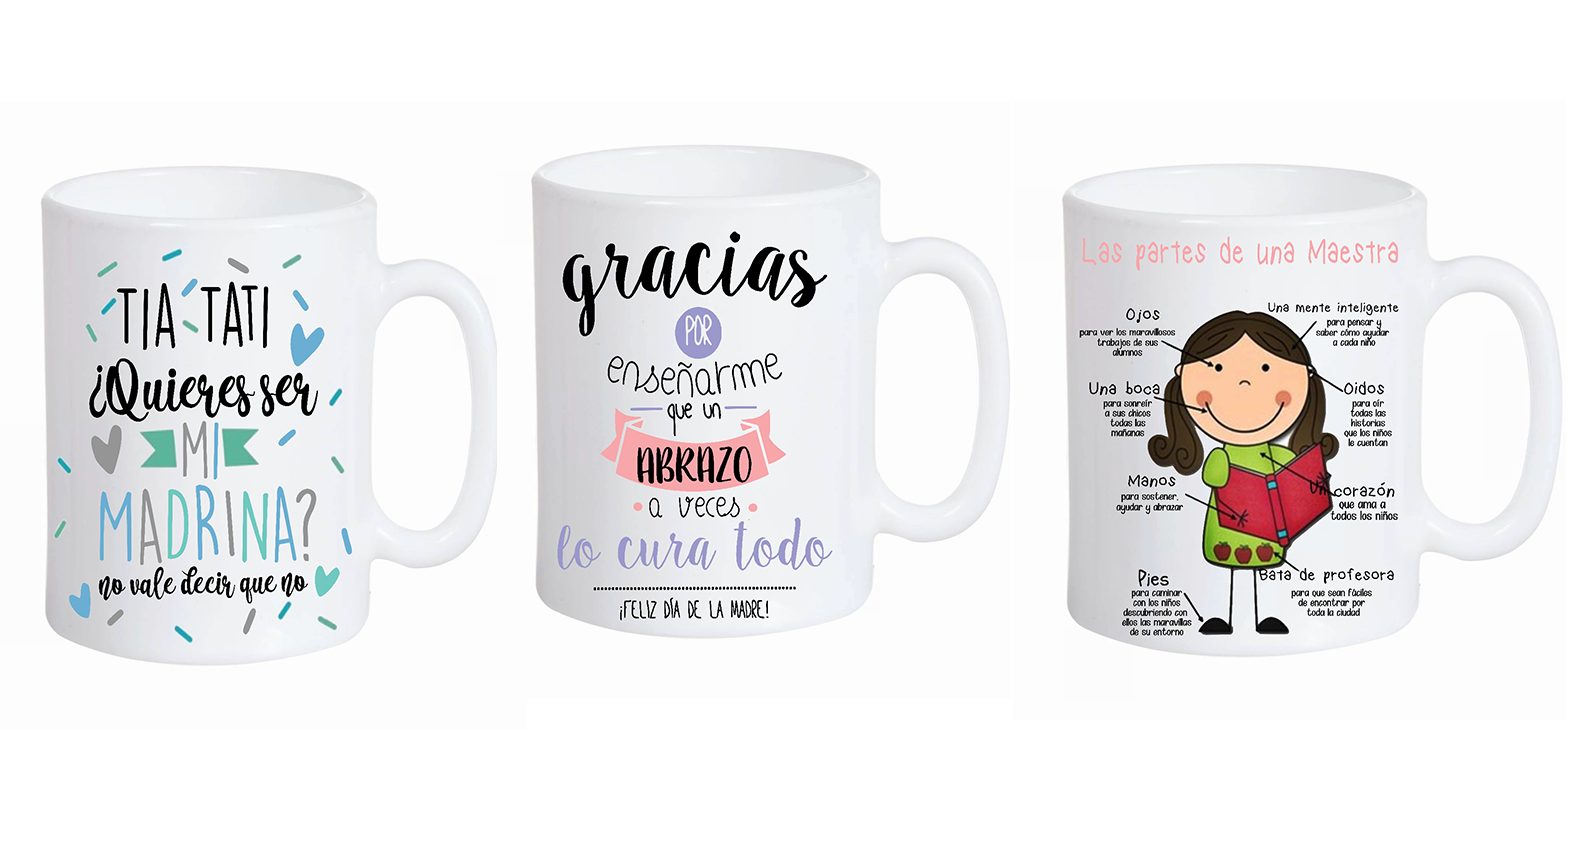 TIA TATI
¿Quieres ser
MI
MADRINA?
no vale decir que no
gracias
POR
enseñarme
que un
ABRAZO
a veces
lo cura todo
¡FELIZ DÍA DE LA MADRE!
Las partes de una Maestra
Ojos
para ver los maravillosos
trabajos de sus
alumnos
Una mente inteligente
para pensar y
saber cómo ayudar
a cada niño
Una boca
para sonreír
a sus chicos
todas las
mañanas
Oidos
para oír
todas las
historias
que los niños
le cuentan
Manos
para sostener,
ayudar y abrazar
Un corazón
que ama a
todos los niños
Pies
para caminar
con los niños
descubriendo con
ellos las maravillas
de su entorno
Bata de profesora
para que sean fáciles
de encontrar por
toda la ciudad